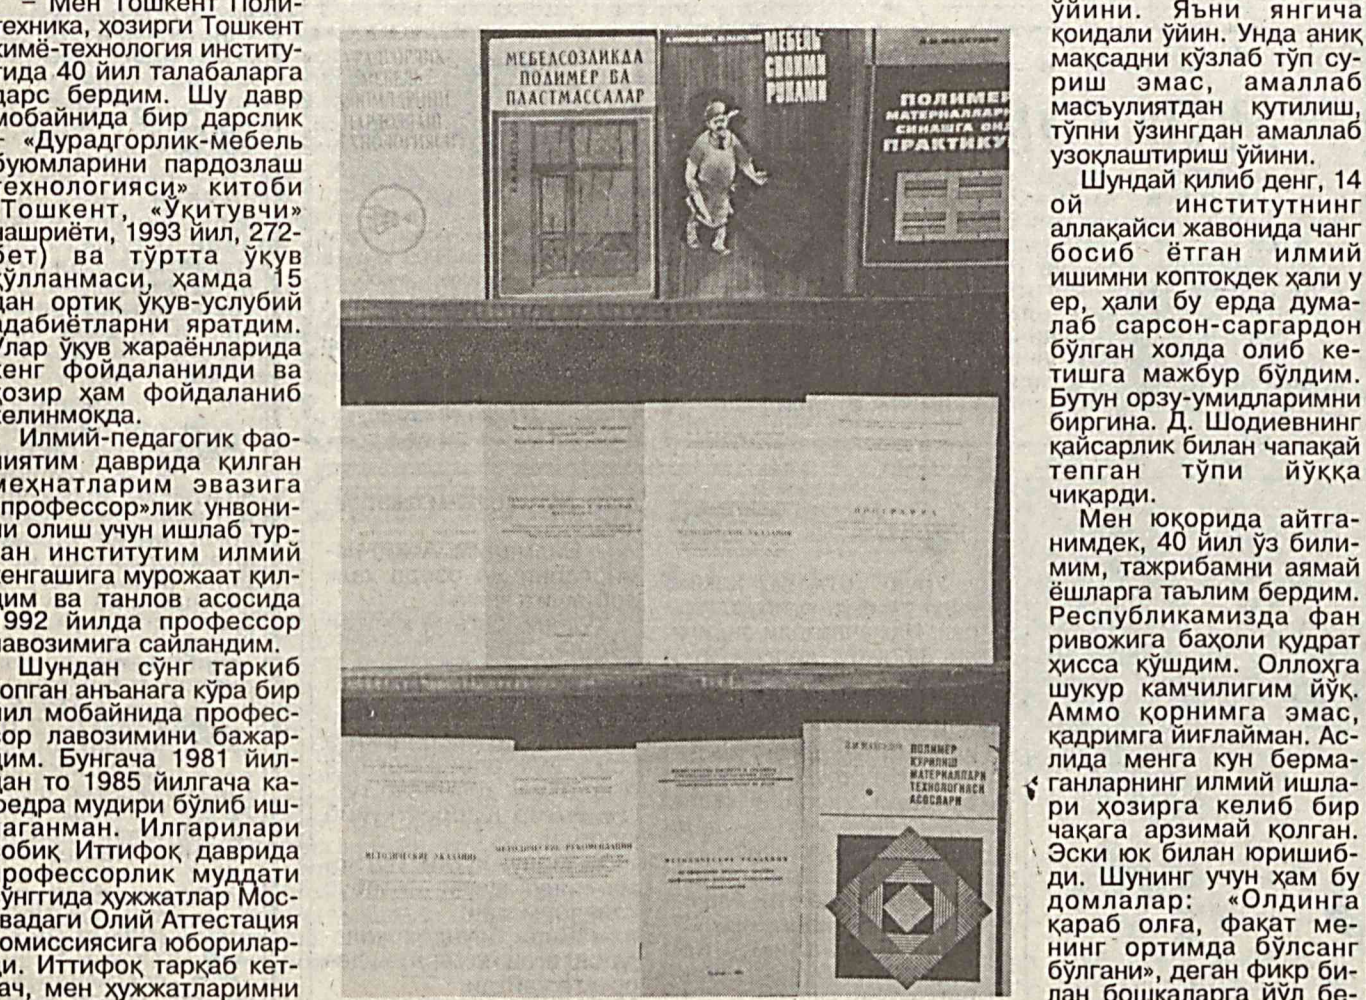 – Мен Тошкент Поли-
техника, ҳозирги Тошкент
кимё-технология институ-
тида 40 йил талабаларга
дарс бердим. Шу давр
мобайнида бир дарслик
– «Дурадгорлик-мебель
буюмларини пардозлаш
технологияси» китоби
(Тошкент, «Ўқитувчи»
нашриёти, 1993 йил, 272-
бет) ва тўртта ўқув
қўлланмаси, ҳамда 15
дан ортиқ ўқув-услубий
адабиётларни яратдим.
Улар ўқув жараёнларида
кенг фойдаланилди ва
ҳозир ҳам фойдаланиб
келинмоқда.
Илмий-педагогик фао-
лиятим даврида қилган
меҳнатларим эвазига
«профессор»лик унвони-
ни олиш учун ишлаб тур-
ган институтим илмий
кенгашига мурожаат қил-
дим ва танлов асосида
1992 йилда профессор
лавозимига сайландим.
Шундан сўнг таркиб
топган анъанага кўра бир
йил мобайнида профес-
сор лавозимини бажар-
дим. Бунгача 1981 йил-
дан то 1985 йилгача ка-
федра мудири бўлиб иш-
лаганман. Илгарилари
собиқ Иттифоқ даврида
профессорлик муддати
сўнггида ҳужжатлар Мос-
квадаги Олий Аттестация
комиссиясига юборилар-
ди. Иттифоқ тарқаб кет-
гач, мен ҳужжатларимни
МЕБЕЛСОЗЛИКДА
ПОЛИМЕР ВА
ПЛАСТМАССАЛАР
МЕБЕЛЬ
СВОИМИ
РУКАМИ
ПОЛИМЕР
МАТЕРИАЛЛАР
СИНАШГА ОИД
ПРАКТИКУ
ПРОГРАММА
МЕТОДИЧЕСКИЕ УКАЗАНИЯ
МЕТОДИЧЕСКИЕ УКАЗАНИЯ
МЕТОДИЧЕСКИЕ РЕКОМЕНДАЦИИ
МЕТОДИЧЕСКИЕ УКАЗАНИЯ
ПОЛИМЕР
ҚУРИЛИШ
МАТЕРИАЛЛАРИ
ТЕХНОЛОГИЯСИ
АСОСЛАРИ
ўйини. Яъни янгича
қоидали ўйин. Унда аниқ
мақсадни кўзлаб тўп су-
риш эмас, амаллаб
масъулиятдан қутилиш,
тўпни ўзингдан амаллаб
узоқлаштириш ўйини.
Шундай қилиб денг, 14
ой институтнинг
аллақайси жавонида чанг
босиб ётган илмий
ишимни коптокдек ҳали у
ер, ҳали бу ерда дума-
лаб сарсон-саргардон
бўлган холда олиб ке-
тишга мажбур бўлдим.
Бутун орзу-умидларимни
биргина. Д. Шодиевнинг
қайсарлик билан чапақай
тепган тўпи йўққа
чиқарди.
Мен юқорида айтга-
нимдек, 40 йил ўз били-
мим, тажрибамни аямай
ёшларга таълим бердим.
Республикамизда фан
ривожига баҳоли қудрат
ҳисса қўшдим. Оллоҳга
шукур камчилигим йўқ.
Аммо қорнимга эмас,
қадримга йиғлайман. Ас-
лида менга кун берма-
ганларнинг илмий ишла-
ри ҳозирга келиб бир
чақага арзимай қолган.
Эски юк билан юришиб-
ди. Шунинг учун ҳам бу
домлалар: «Олдинга
қараб олға, фақат ме-
нинг ортимда бўлсанг
бўлгани», деган фикр би-
лан бошқаларга йўл бе-